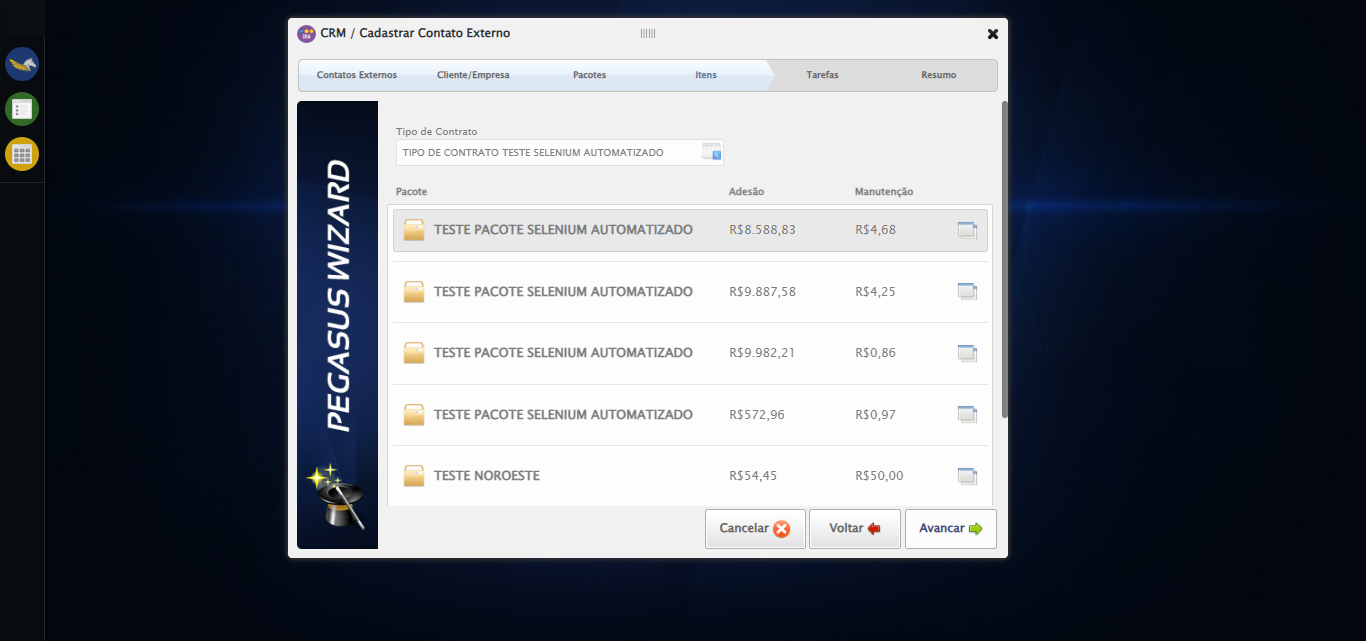 CRM / Cadastrar Contato Externo
Contatos Externos Cliente/Empresa Pacotes Itens Tarefas Resumo
Tipo de Contrato
TIPO DE CONTRATO TESTE SELENIUM AUTOMATIZADO
Pacote Adesão Manutenção
TESTE PACOTE SELENIUM AUTOMATIZADO R$8.588,83 R$4,68
TESTE PACOTE SELENIUM AUTOMATIZADO R$9.887,58 R$4,25
TESTE PACOTE SELENIUM AUTOMATIZADO R$9.982,21 R$0,86
TESTE PACOTE SELENIUM AUTOMATIZADO R$572,96 R$0,97
TESTE NOROESTE R$54,45 R$50,00
PEGASUS WIZARD
Cancelar Voltar Avancar